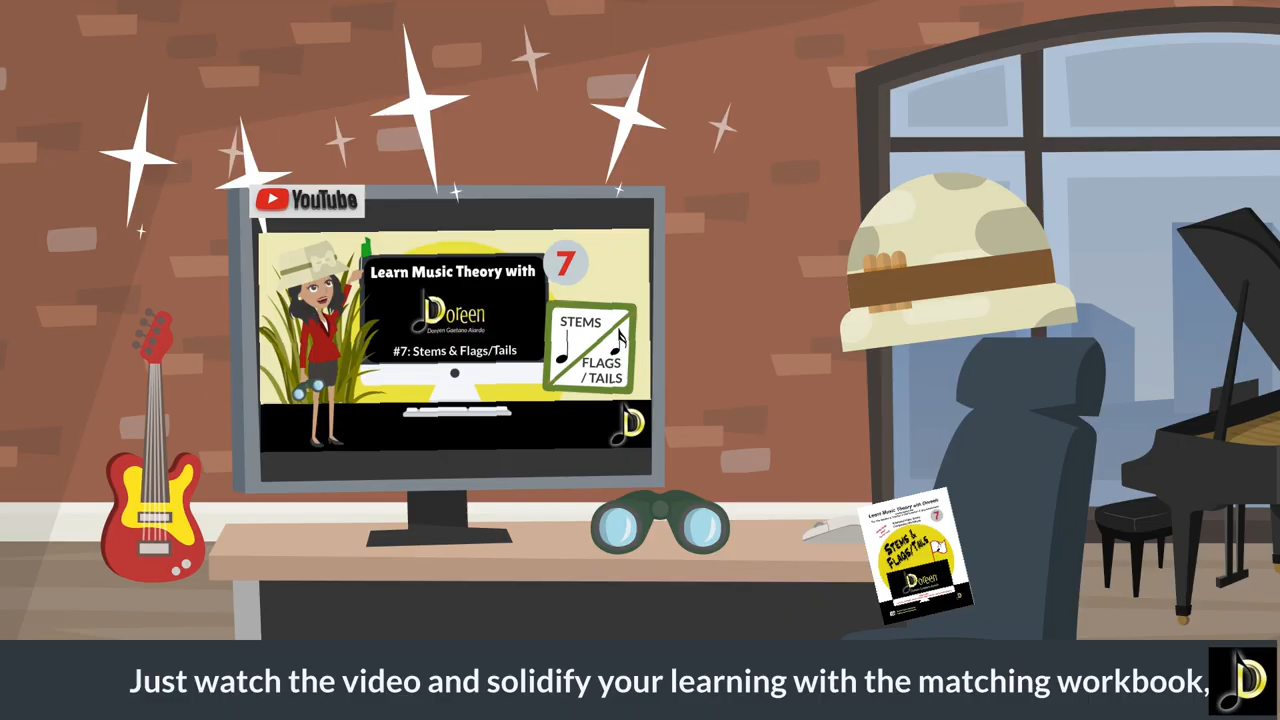 YouTube
Learn Music Theory with
7
Doreen
Doreen Gaetano Aiardo
#7: Stems & Flags/Tails
STEMS
FLAGS
/ TAILS
D
Learn Music Theory with Doreen
7
STEMS &
FLAGS/TAILS
Doreen
Just watch the video and solidify your learning with the matching workbook,
D